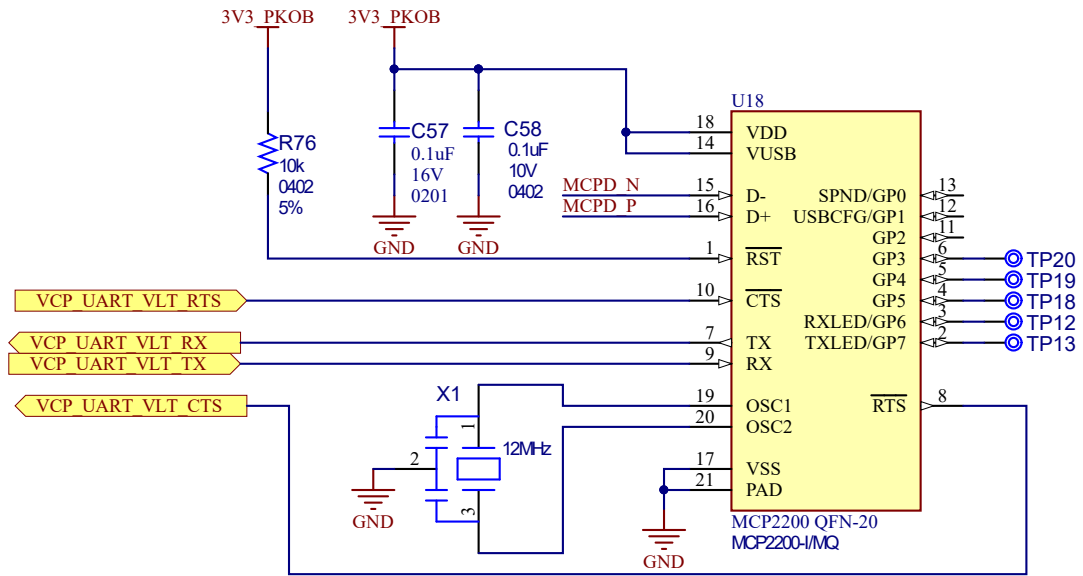 3V3_PKOB
3V3_PKOB
R76
10k
0402
5%
C57
0.1uF
16V
0201
C58
0.1uF
10V
0402
GND
GND
U18
18 VDD
14 VUSB
MCPD_N 15 D-
MCPD_P 16 D+
1 RST
VCP_UART_VLT_RTS 10 CTS
VCP_UART_VLT_RX 7 TX
VCP_UART_VLT_TX 9 RX
VCP_UART_VLT_CTS
19 OSC1
20 OSC2
17 VSS
21 PAD
SPND/GP0 13
USBCFG/GP1 12
GP2 11
GP3 6 TP20
GP4 5 TP19
GP5 4 TP18
RXLED/GP6 3 TP12
TXLED/GP7 2 TP13
RTS 8
X1
1
2
3
12MHz
GND
GND
MCP2200 QFN-20
MCP2200-I/MQ